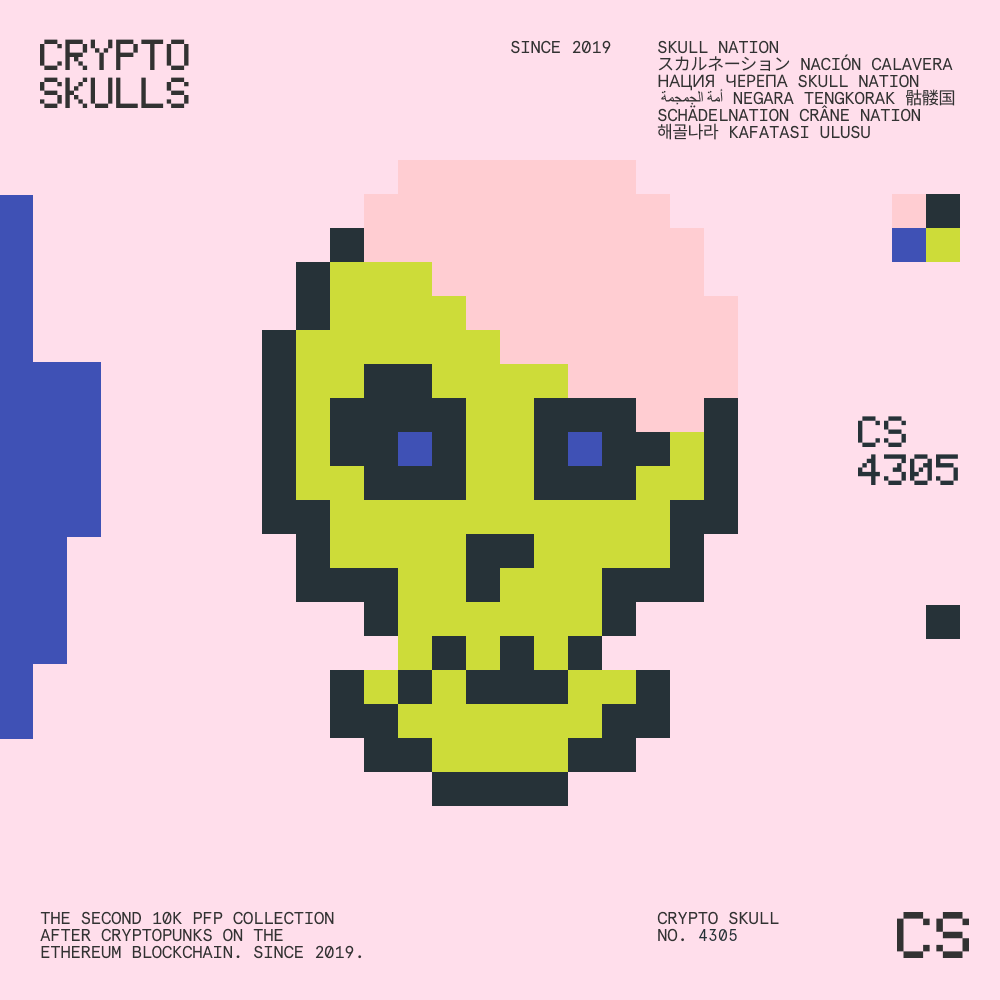 CRYPTO
SKULLS
SINCE 2019
SKULL NATION
スカルネーション NACIÓN CALAVERA
НАЦИЯ ЧЕРЕПА SKULL NATION
أمة الجمجمة NEGARA TENGKORAK 骷髅国
SCHÄDELNATION CRÂNE NATION
해골나라 KAFATASI ULUSU
CS
4305
THE SECOND 10K PFP COLLECTION
AFTER CRYPTOPUNKS ON THE
ETHEREUM BLOCKCHAIN. SINCE 2019.
CRYPTO SKULL
NO. 4305
CS